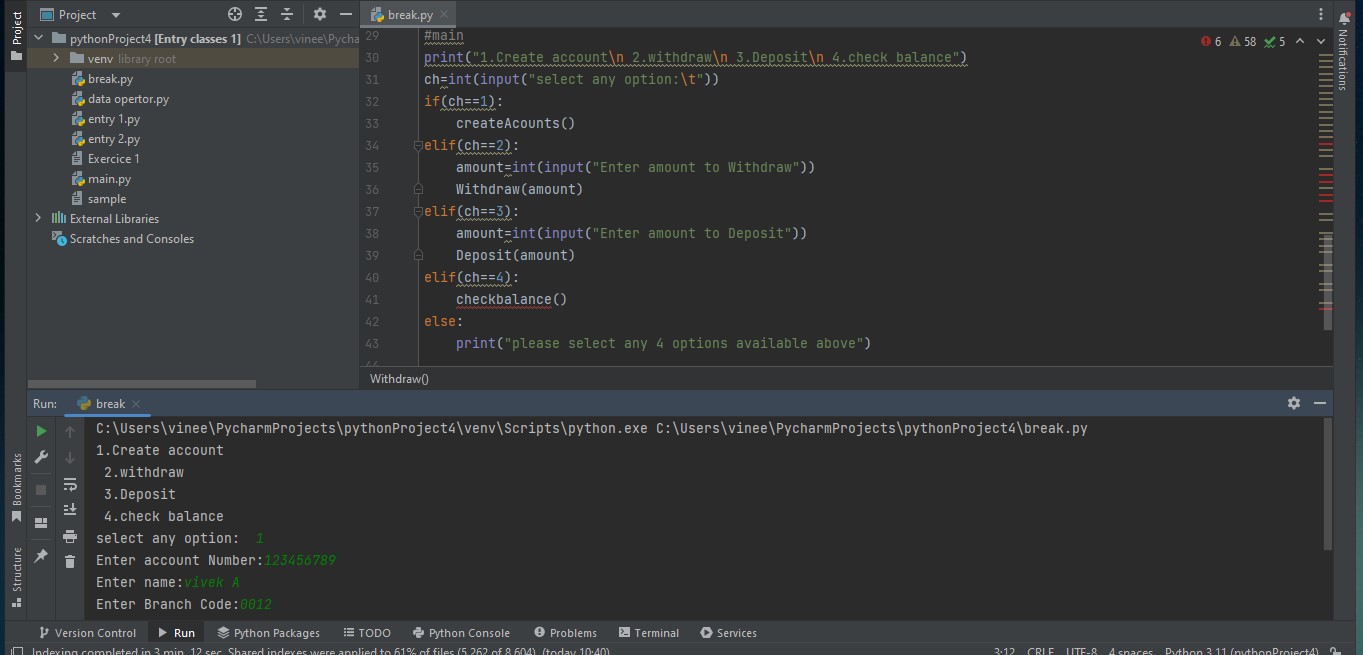 Project
break.py
Project
pythonProject4 [Entry classes 1] C:\Users\vinee\Pycha
venv library root
break.py
data opertor.py
entry 1.py
entry 2.py
Exercice 1
main.py
sample
External Libraries
Scratches and Consoles
6 58 5
Notifications
29 #main
30 print("1.Create account\n 2.withdraw\n 3.Deposit\n 4.check balance")
31 ch=int(input("select any option:\t"))
32 if(ch==1):
33 createAcounts()
34 elif(ch==2):
35 amount=int(input("Enter amount to Withdraw"))
36 Withdraw(amount)
37 elif(ch==3):
38 amount=int(input("Enter amount to Deposit"))
39 Deposit(amount)
40 elif(ch==4):
41 checkbalance()
42 else:
43 print("please select any 4 options available above")
Withdraw()
Run: break
C:\Users\vinee\PycharmProjects\pythonProject4\venv\Scripts\python.exe C:\Users\vinee\PycharmProjects\pythonProject4\break.py
1.Create account
2.withdraw
3.Deposit
4.check balance
select any option: 1
Enter account Number:123456789
Enter name:vivek A
Enter Branch Code:0012
Bookmarks
Structure
Version Control Run Python Packages TODO Python Console Problems Terminal Services
Indexing completed in 3 min, 12 sec. Shared indexes were applied to 61% of files (5,262 of 8,604). (today 10:40) 3:12 CRLF UTF-8 4 spaces Python 3.11 (pythonProject4)